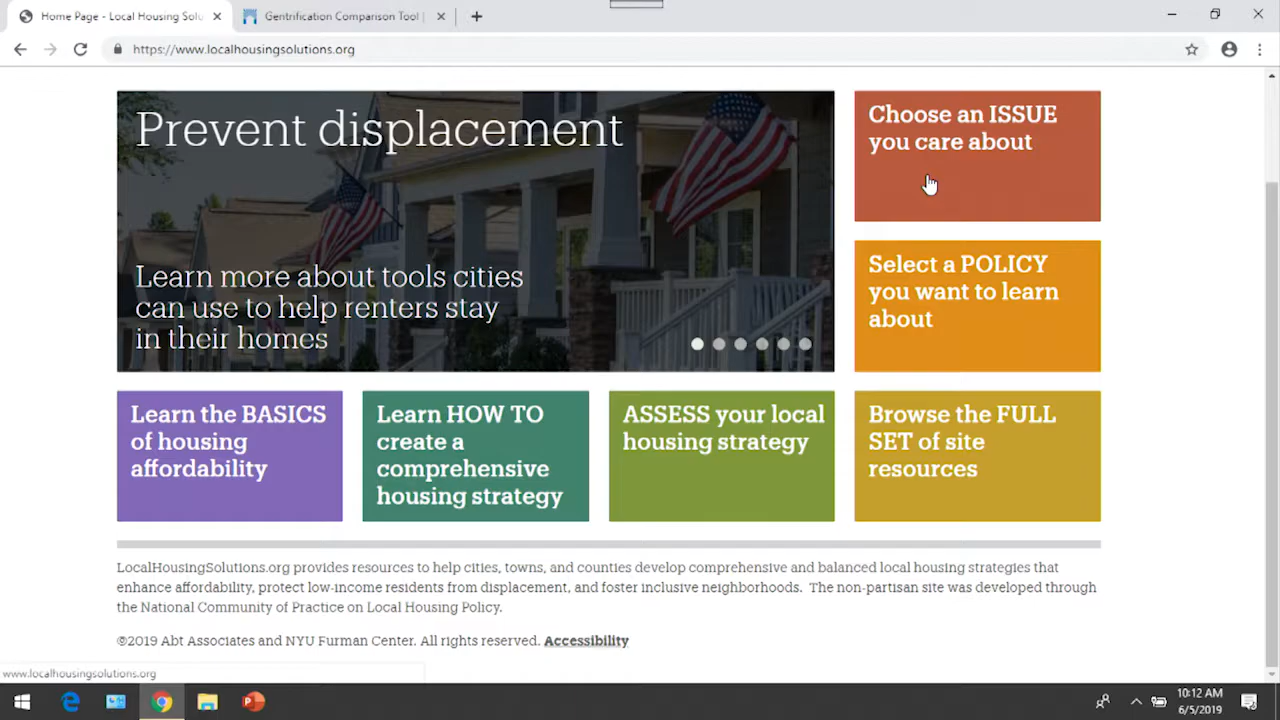 Home Page - Local Housing Solu
Gentrification Comparison Tool |
https://www.localhousingsolutions.org
Prevent displacement
Learn more about tools cities
can use to help renters stay
in their homes
Choose an ISSUE
you care about
Select a POLICY
you want to learn
about
Learn the BASICS
of housing
affordability
Learn HOW TO
create a
comprehensive
housing strategy
ASSESS your local
housing strategy
Browse the FULL
SET of site
resources
LocalHousingSolutions.org provides resources to help cities, towns, and counties develop comprehensive and balanced local housing strategies that
enhance affordability, protect low-income residents from displacement, and foster inclusive neighborhoods. The non-partisan site was developed through
the National Community of Practice on Local Housing Policy.
©2019 Abt Associates and NYU Furman Center. All rights reserved. Accessibility
www.localhousingsolutions.org
10:12 AM
6/5/2019